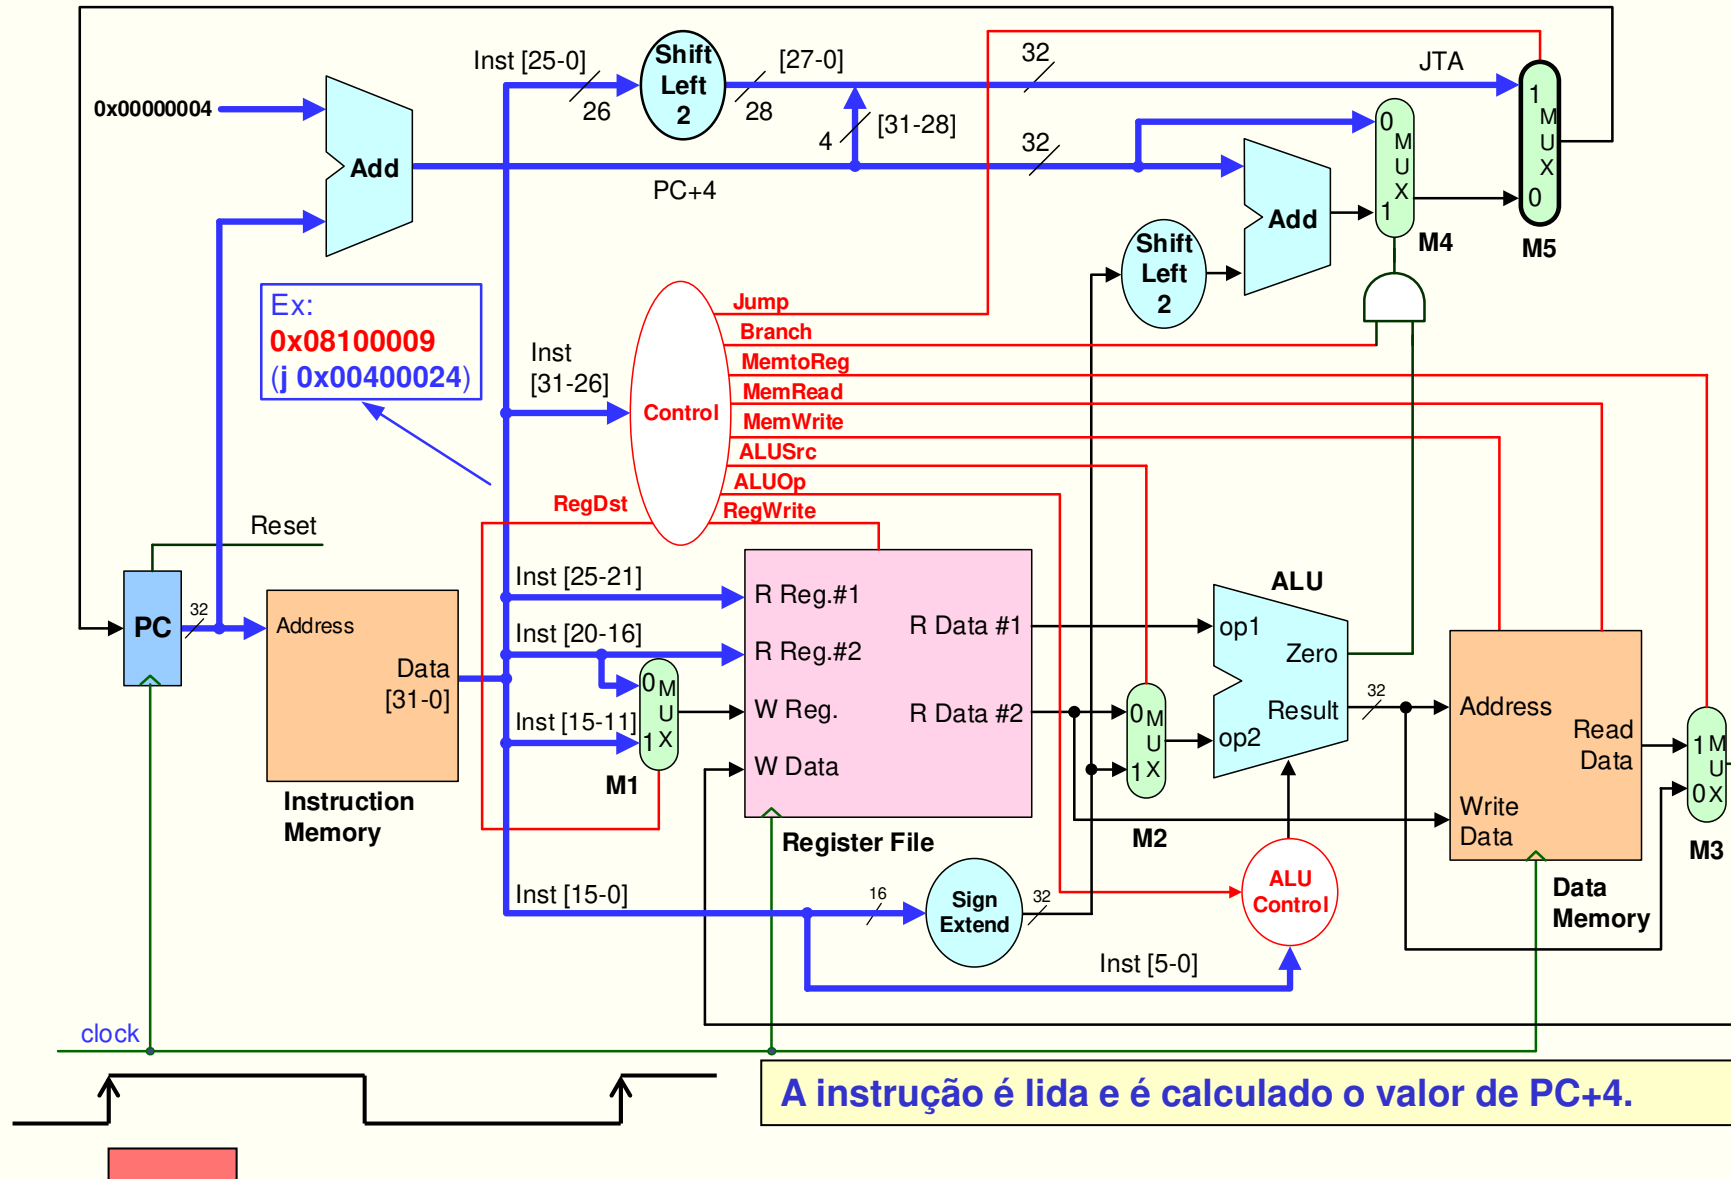 Inst [25-0]
26
Shift
Left
2
28
[27-0]
4
[31-28]
32
JTA
0x00000004
Add
PC+4
32
0
M
U
X
1
M4
1
M
U
X
0
M5
Add
Shift
Left
2
Ex:
0x08100009
(j 0x00400024)
Inst
[31-26]
Control
Jump
Branch
MemtoReg
MemRead
MemWrite
ALUSrc
ALUOp
RegWrite
RegDst
Reset
PC
32
Address
Data
[31-0]
Instruction
Memory
Inst [25-21]
Inst [20-16]
Inst [15-11]
0 M
U
1 X
M1
R Reg.#1
R Reg.#2
W Reg.
W Data
R Data #1
R Data #2
Register File
0 M
U
1 X
M2
ALU
op1
op2
Zero
Result
32
Address
Read
Data
Write
Data
Data
Memory
1 M
U
0 X
M3
Inst [15-0]
16
Sign
Extend
32
ALU
Control
Inst [5-0]
clock
A instrução é lida e é calculado o valor de PC+4.